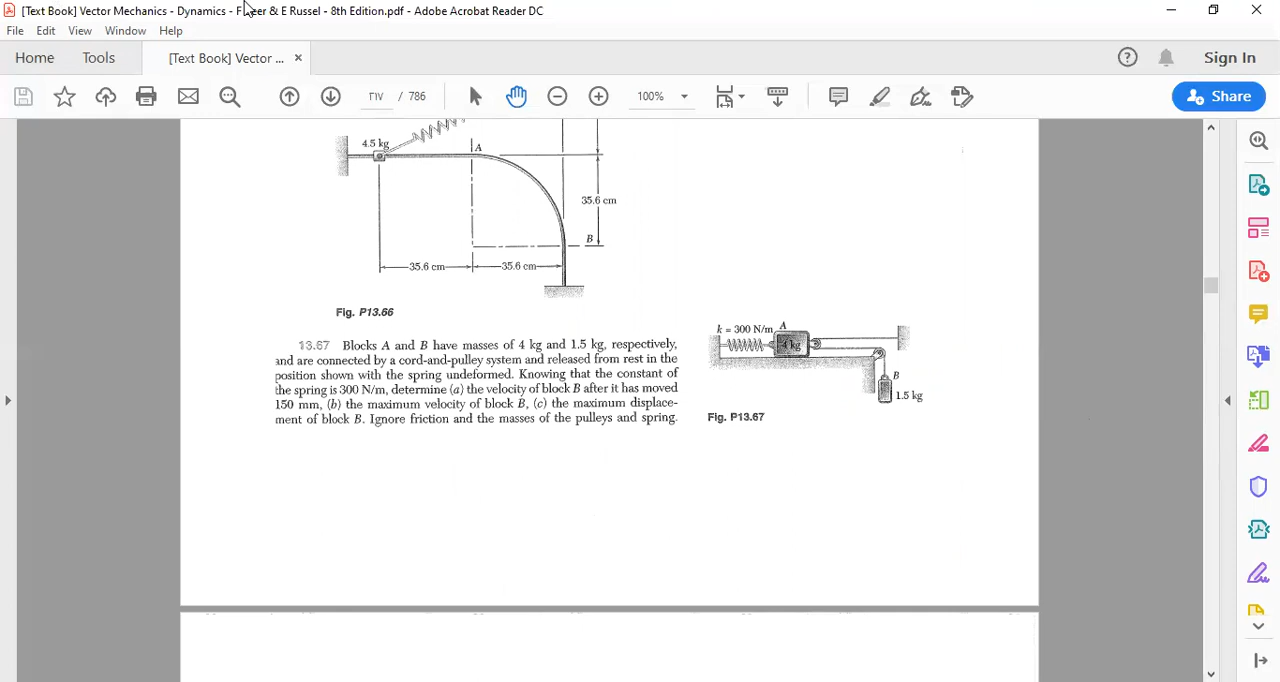 [Text Book] Vector Mechanics - Dynamics - F eer & E Russel - 8th Edition.pdf - Adobe Acrobat Reader DC
File Edit View Window Help
Home Tools [Text Book] Vector ... × Sign In
٣١٧ / 786 100% Share
4.5 kg
A
35.6 cm
B
35.6 cm 35.6 cm
Fig. P13.66
13.67 Blocks A and B have masses of 4 kg and 1.5 kg, respectively,
and are connected by a cord-and-pulley system and released from rest in the
position shown with the spring undeformed. Knowing that the constant of
the spring is 300 N/m, determine (a) the velocity of block B after it has moved
150 mm, (b) the maximum velocity of block B, (c) the maximum displace-
ment of block B. Ignore friction and the masses of the pulleys and spring.
k = 300 N/m A
4 kg
B
1.5 kg
Fig. P13.67